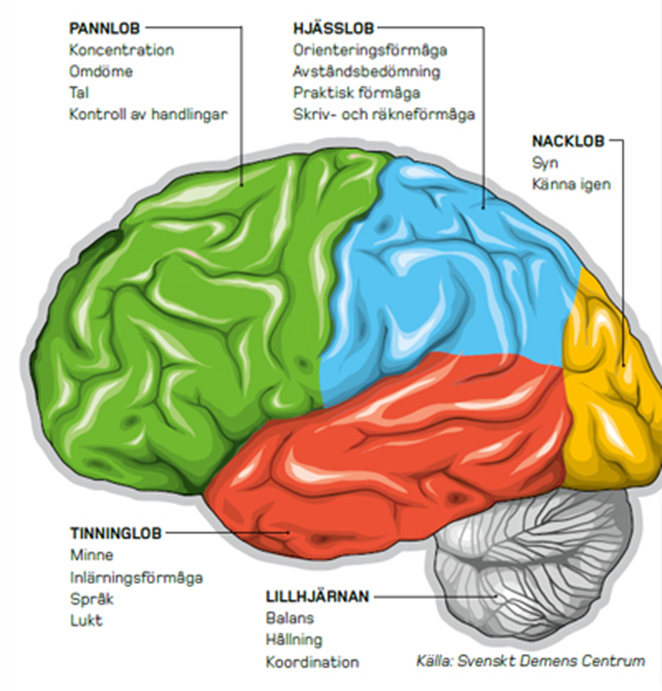 PANNLOB
Koncentration
Omdöme
Tal
Kontroll av handlingar
HJÄSSLOB
Orienteringsförmåga
Avståndsbedömning
Praktisk förmåga
Skriv- och räkneförmåga
NACKLOB
Syn
Känna igen
TINNINGLOB
Minne
Inlärningsförmåga
Språk
Lukt
LILLHJÄRNAN
Balans
Hållning
Koordination
Källa: Svenskt Demens Centrum